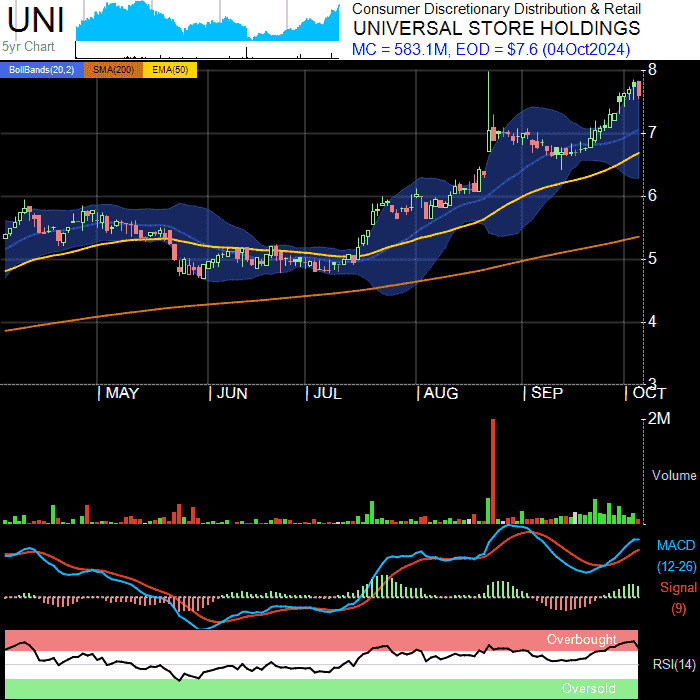 UNI
5yr Chart
Consumer Discretionary Distribution & Retail
UNIVERSAL STORE HOLDINGS
MC = 583.1M, EOD = $7.6 (04Oct2024)
BollBands(20,2) SMA(200) EMA(50)
8
7
6
5
4
3
MAY JUN JUL AUG SEP OCT
2M
Volume
MACD
(12-26)
Signal
(9)
Overbought
RSI(14)
Oversold